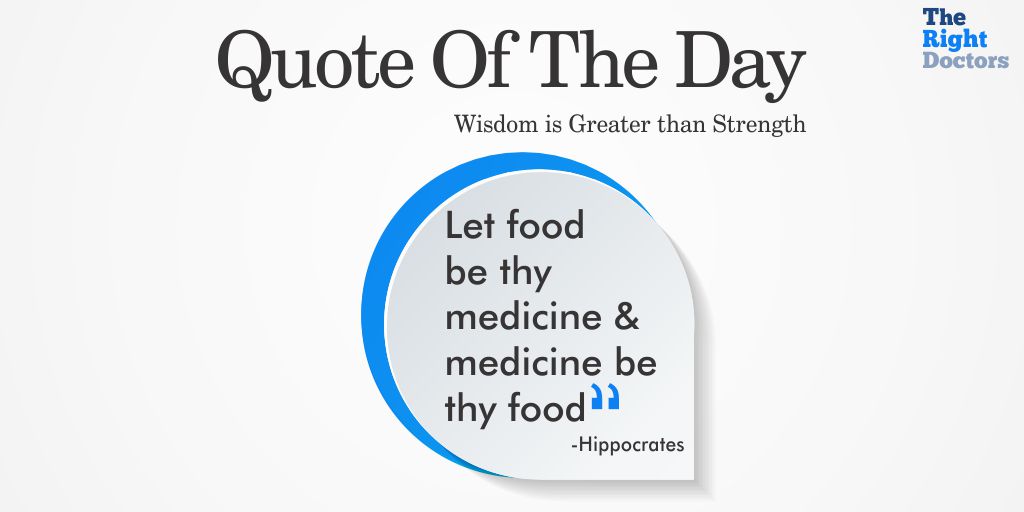 The
Right
Doctors
Quote Of The Day
Wisdom is Greater than Strength
Let food
be thy
medicine &
medicine be
thy food”
-Hippocrates